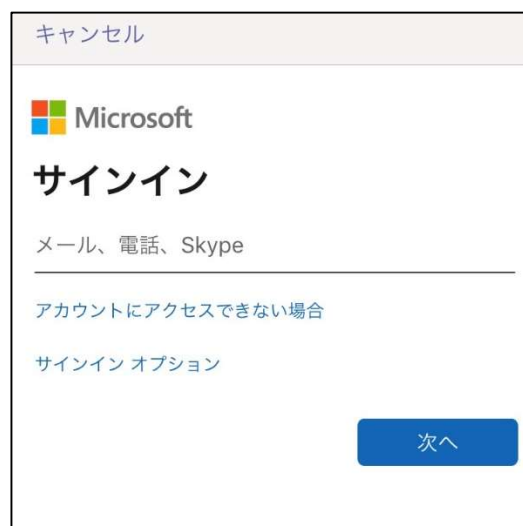 キャンセル
Microsoft
サインイン
メール、電話、Skype
アカウントにアクセスできない場合
サインイン オプション
次へ